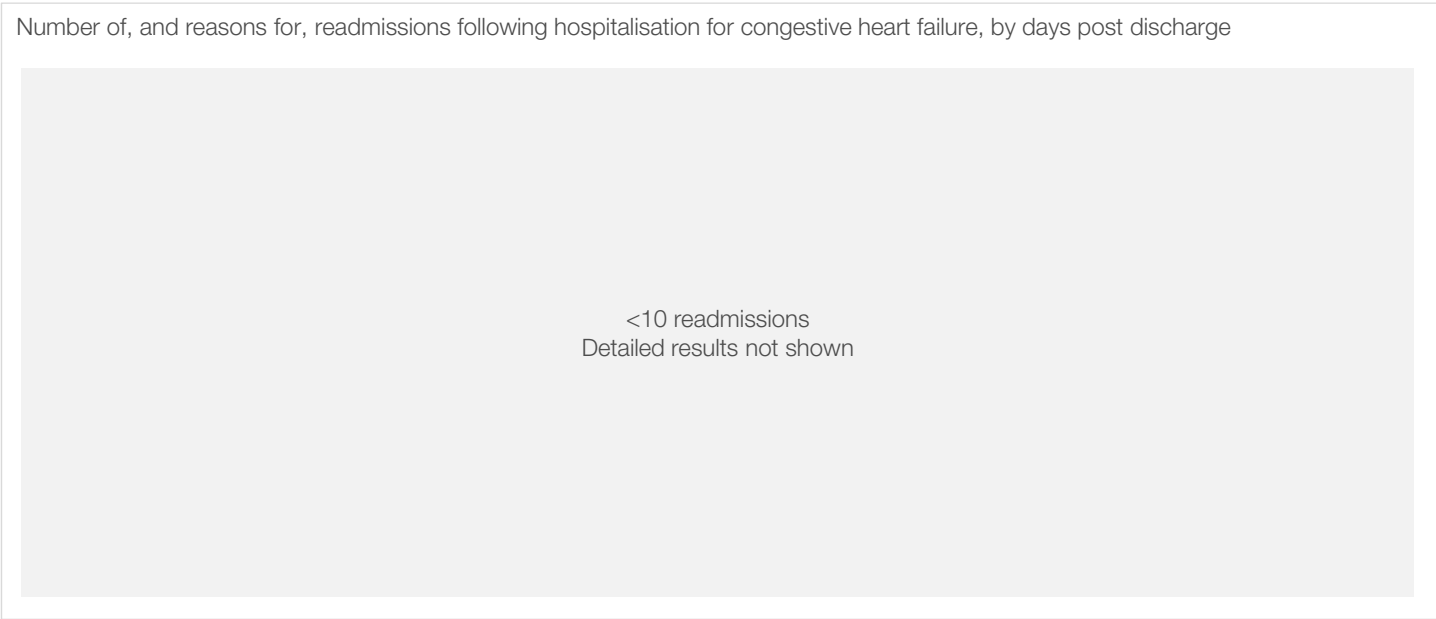 Number of, and reasons for, readmissions following hospitalisation for congestive heart failure, by days post discharge
<10 readmissions
Detailed results not shown